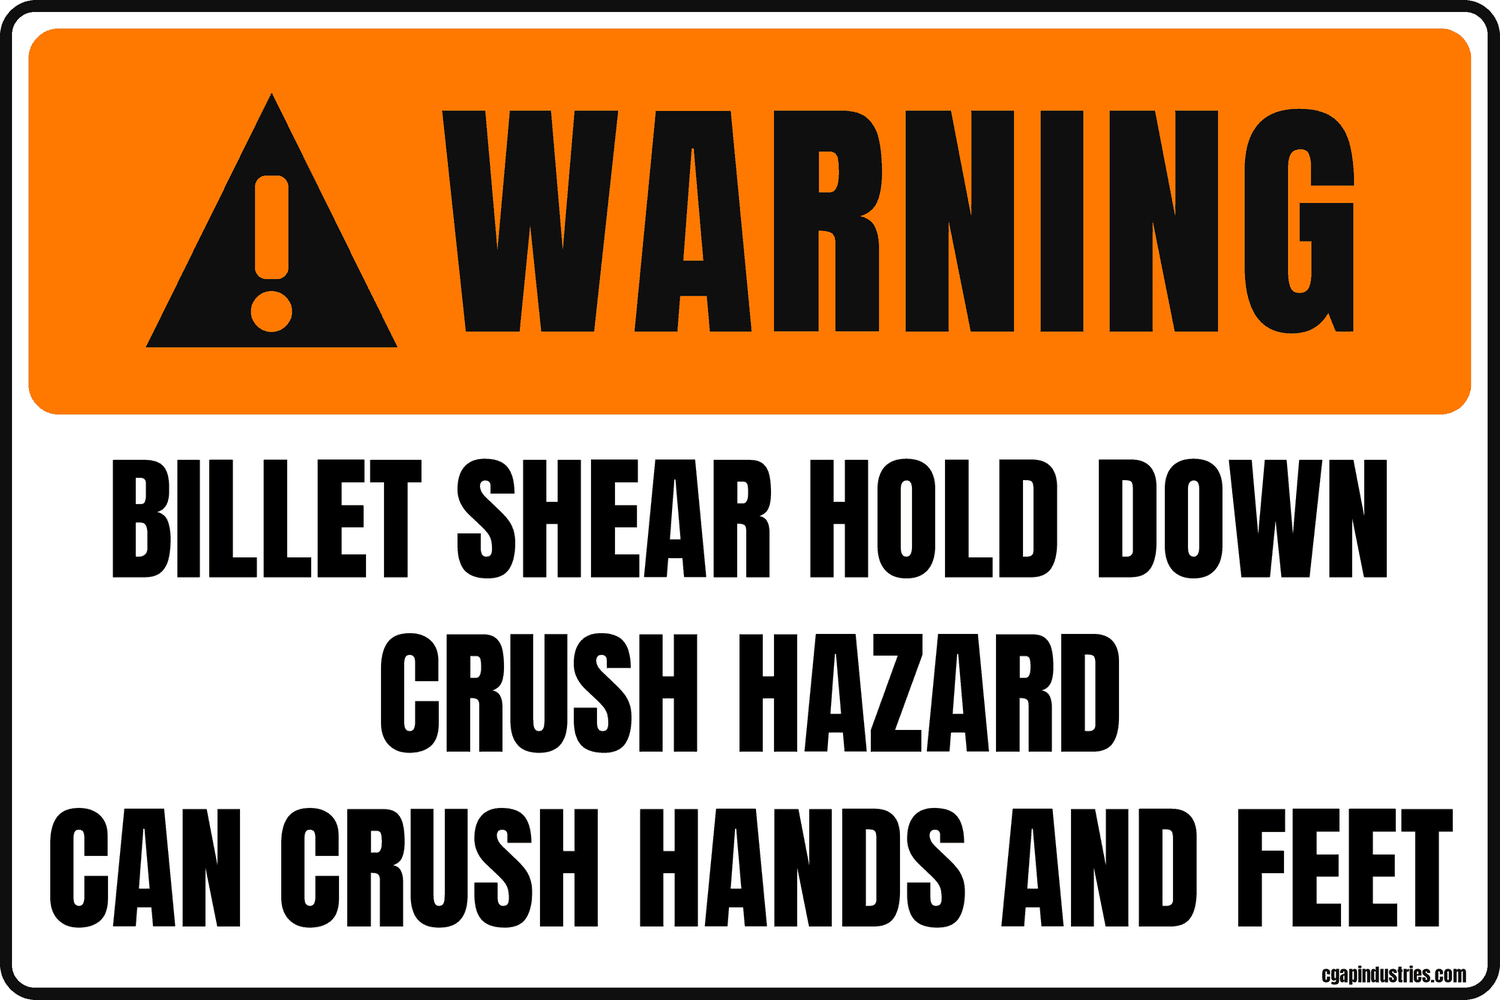 WARNING
BILLET SHEAR HOLD DOWN
CRUSH HAZARD
CAN CRUSH HANDS AND FEET
cgapindustries.com